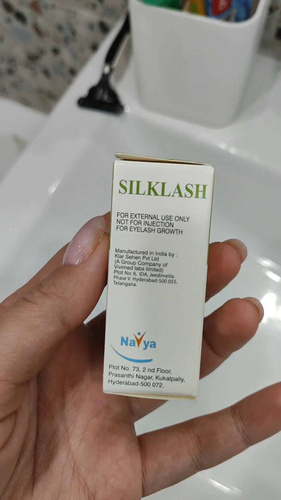 SILKLASH
FOR EXTERNAL USE ONLY
NOT FOR INJECTION
FOR EYELASH GROWTH
Manufactured in India by :
Klar Sehen Pvt Ltd
(A Group Company of
Vivimed labs limited)
Plot No: 8, IDA, Jeedimetla.
Phase V. Hyderabad-500 055,
Telangana.
Navya
Plot No. 73, 2 nd Floor,
Prasanthi Nagar, Kukatpally,
Hyderabad-500 072.